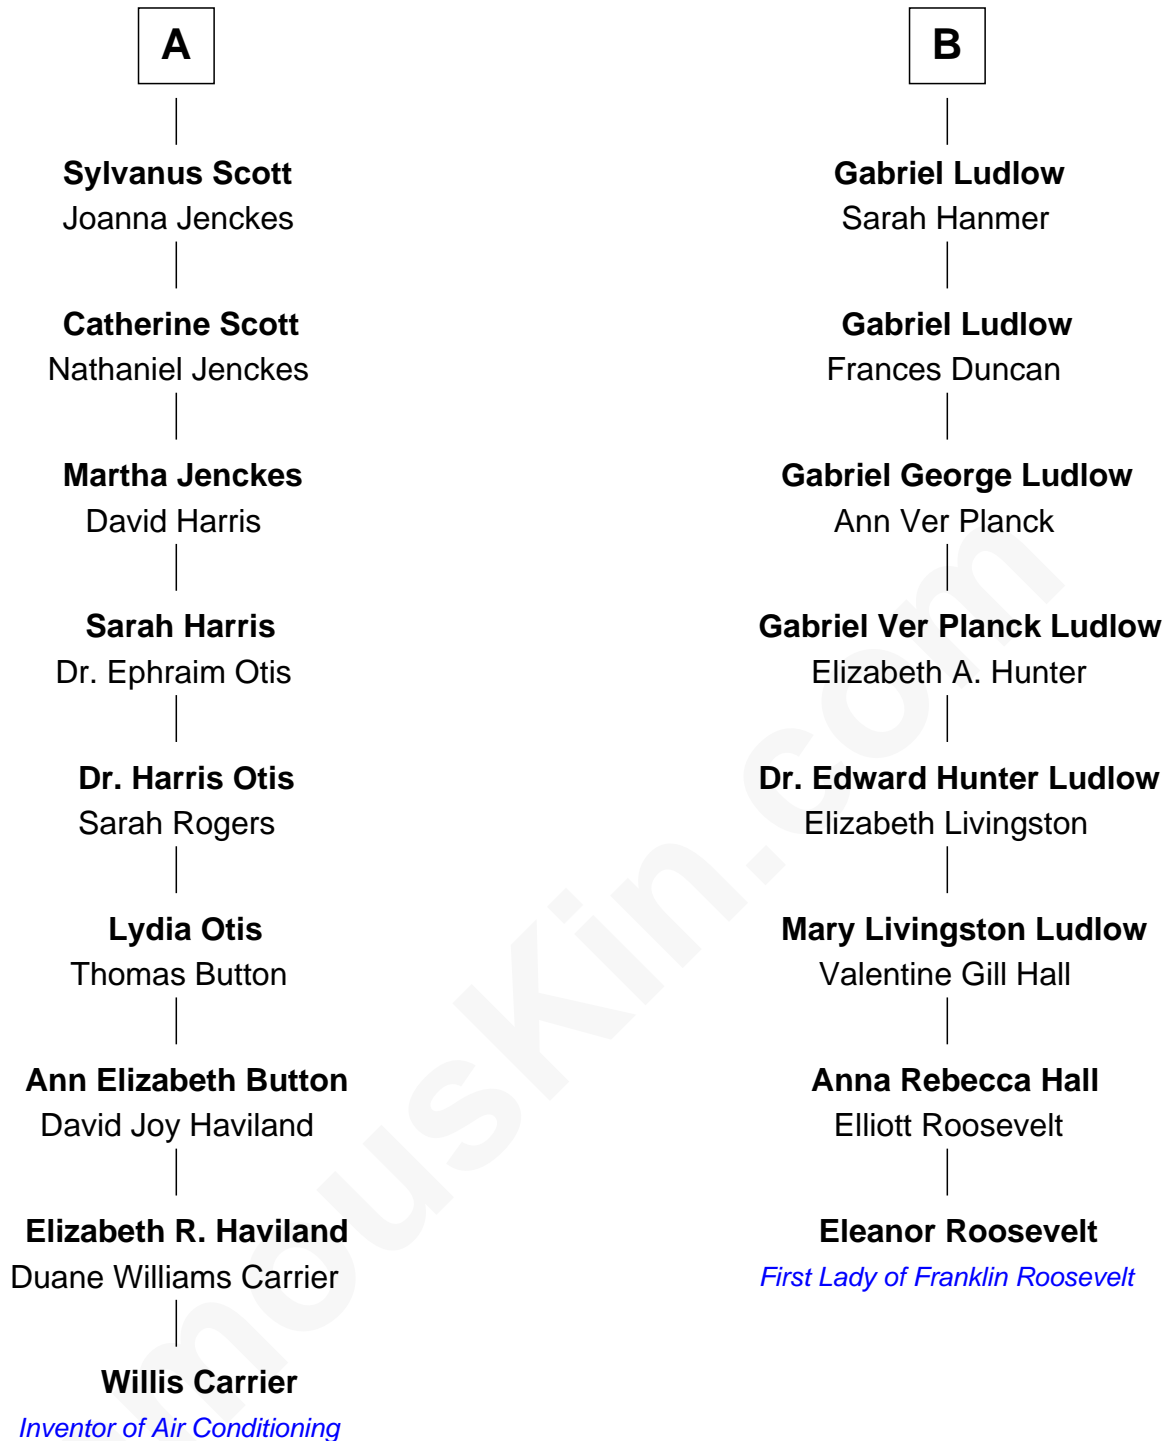 A
Sylvanus Scott
Joanna Jenckes
Catherine Scott
Nathaniel Jenckes
Martha Jenckes
David Harris
Sarah Harris
Dr. Ephraim Otis
Dr. Harris Otis
Sarah Rogers
Lydia Otis
Thomas Button
Ann Elizabeth Button
David Joy Haviland
Elizabeth R. Haviland
Duane Williams Carrier
Willis Carrier
Inventor of Air Conditioning
B
Gabriel Ludlow
Sarah Hanmer
Gabriel Ludlow
Frances Duncan
Gabriel George Ludlow
Ann Ver Planck
Gabriel Ver Planck Ludlow
Elizabeth A. Hunter
Dr. Edward Hunter Ludlow
Elizabeth Livingston
Mary Livingston Ludlow
Valentine Gill Hall
Anna Rebecca Hall
Elliott Roosevelt
Eleanor Roosevelt
First Lady of Franklin Roosevelt
mousKin.com